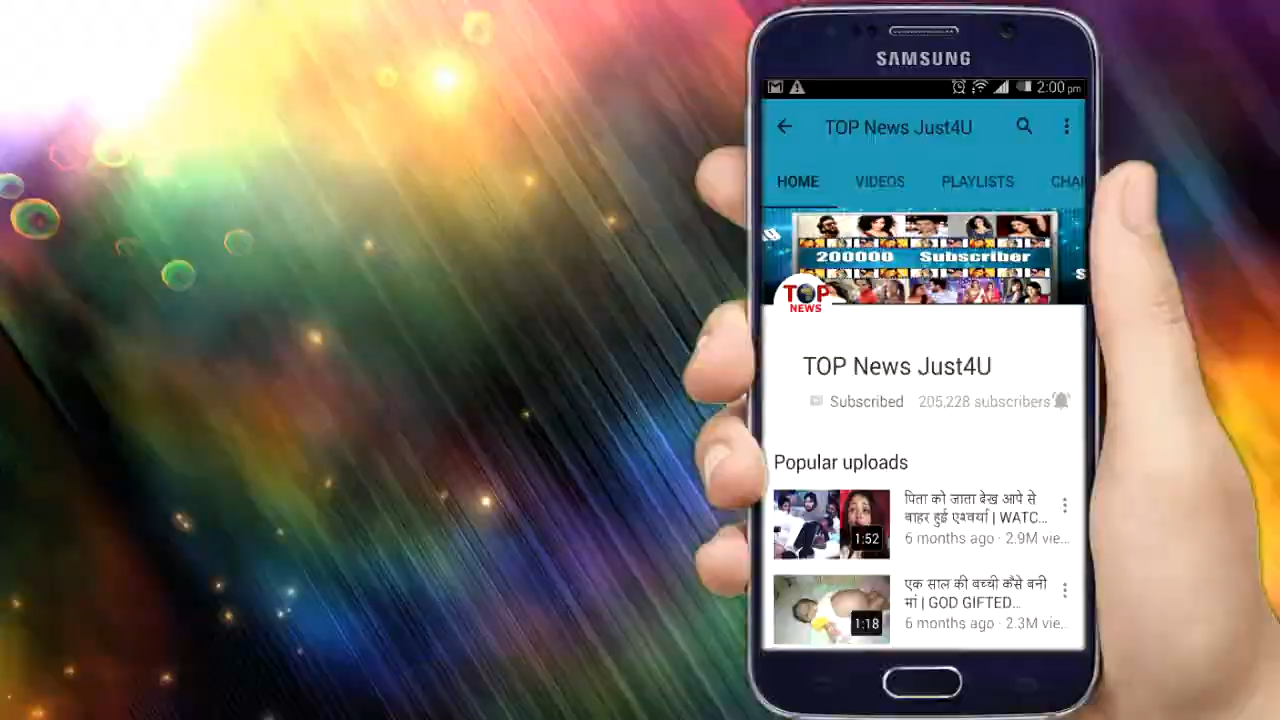 SAMSUNG
2:00 pm
TOP News Just4U
HOME VIDEOS PLAYLISTS CHA
200000 Subscriber
TOP
NEWS
TOP News Just4U
Subscribed 205,228 subscribers
Popular uploads
पिता को जाता देख आपे से
बाहर हुई एश्वर्या | WATC...
6 months ago · 2.9M vie...
1:52
एक साल की बच्ची कैसे बनी
मां | GOD GIFTED...
6 months ago · 2.3M vie...
1:18